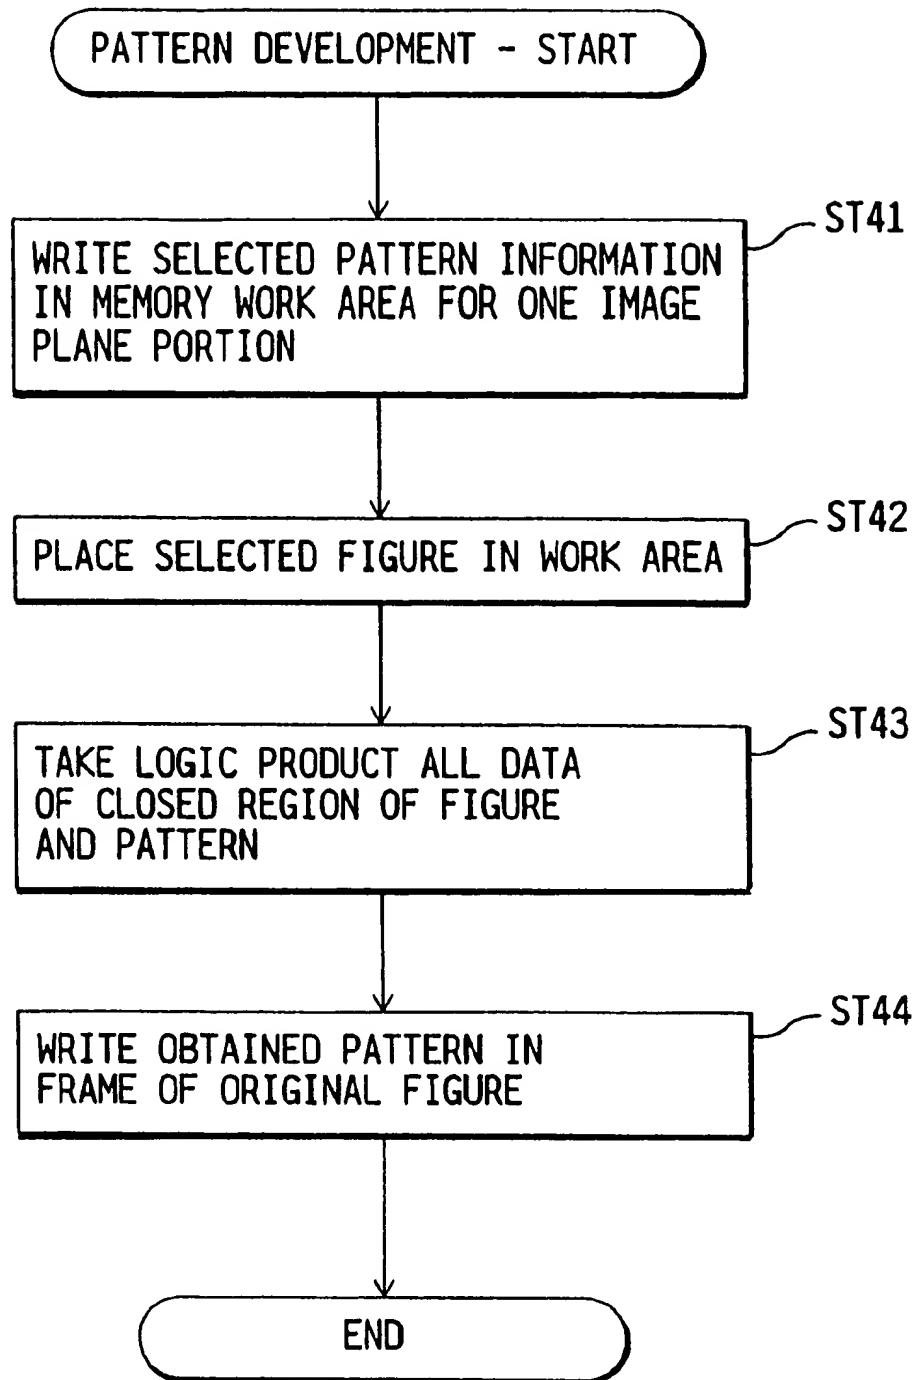 PATTERN DEVELOPMENT - START
ST41
WRITE SELECTED PATTERN INFORMATION
IN MEMORY WORK AREA FOR ONE IMAGE
PLANE PORTION
ST42
PLACE SELECTED FIGURE IN WORK AREA
ST43
TAKE LOGIC PRODUCT ALL DATA
OF CLOSED REGION OF FIGURE
AND PATTERN
ST44
WRITE OBTAINED PATTERN IN
FRAME OF ORIGINAL FIGURE
END